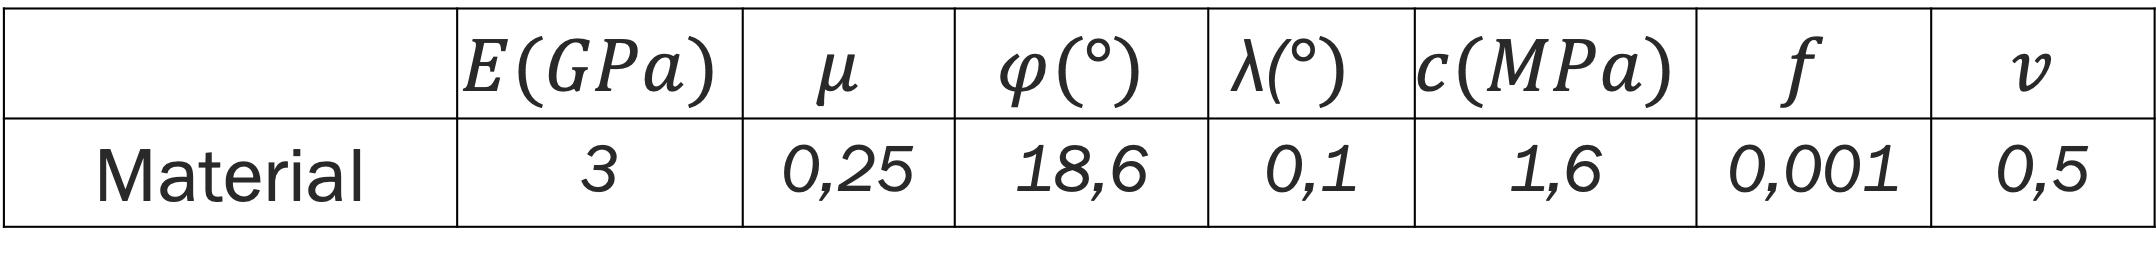 E(GPa) μ φ(°) λ(°) c(MPa) f v
Material 3 0,25 18,6 0,1 1,6 0,001 0,5